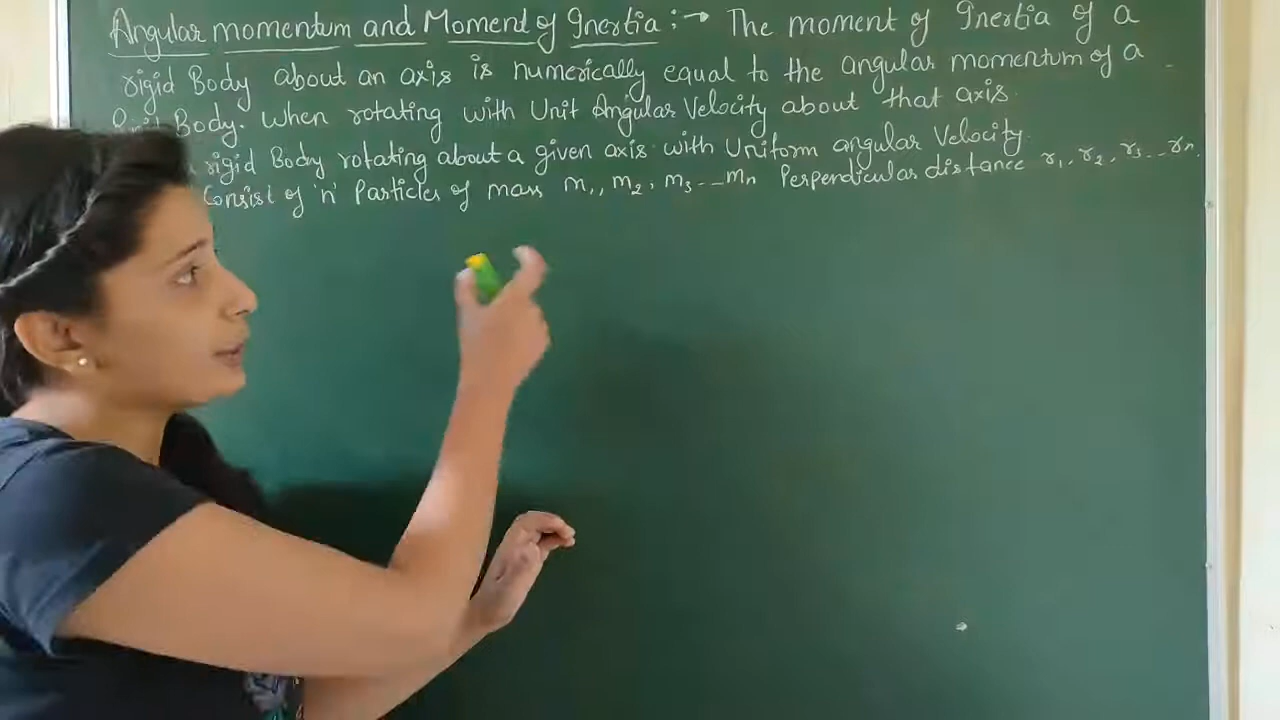 Angular momentum and Moment of Inertia :→ The moment of Inertia of a
rigid Body about an axis is numerically equal to the angular momentum of a
Body. When rotating with Unit Angular Velocity about that axis.
rigid Body rotating about a given axis with Uniform angular Velocity.
Consist of 'n' Particles of mass m₁, m₂, m₃ --- mₙ Perpendicular distance r₁, r₂, r₃ -- rₙ.